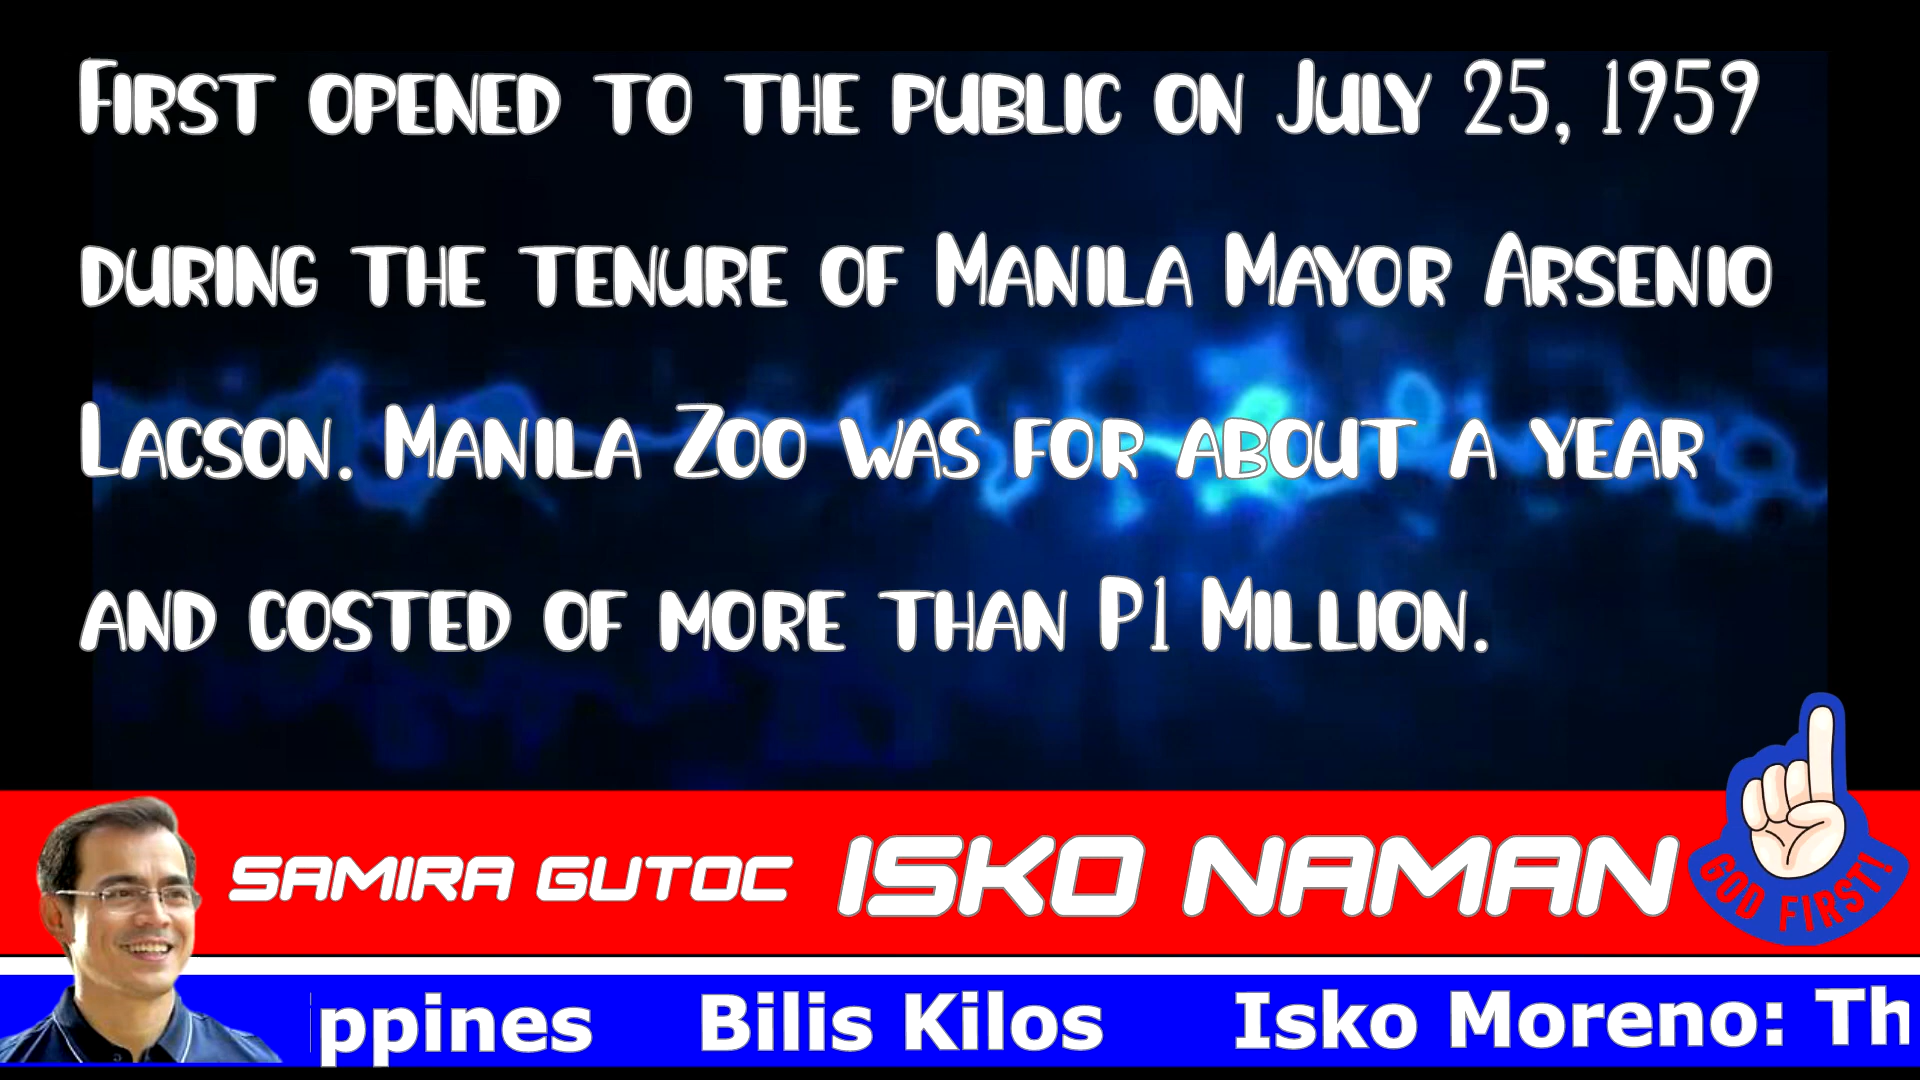 First opened to the public on July 25, 1959
during the tenure of Manila Mayor Arsenio
Lacson. Manila Zoo was for about a year
and costed of more than P1 Million.
SAMIRA GUTOC ISKO NAMAN
GOD FIRST!
ppines Bilis Kilos Isko Moreno: Th